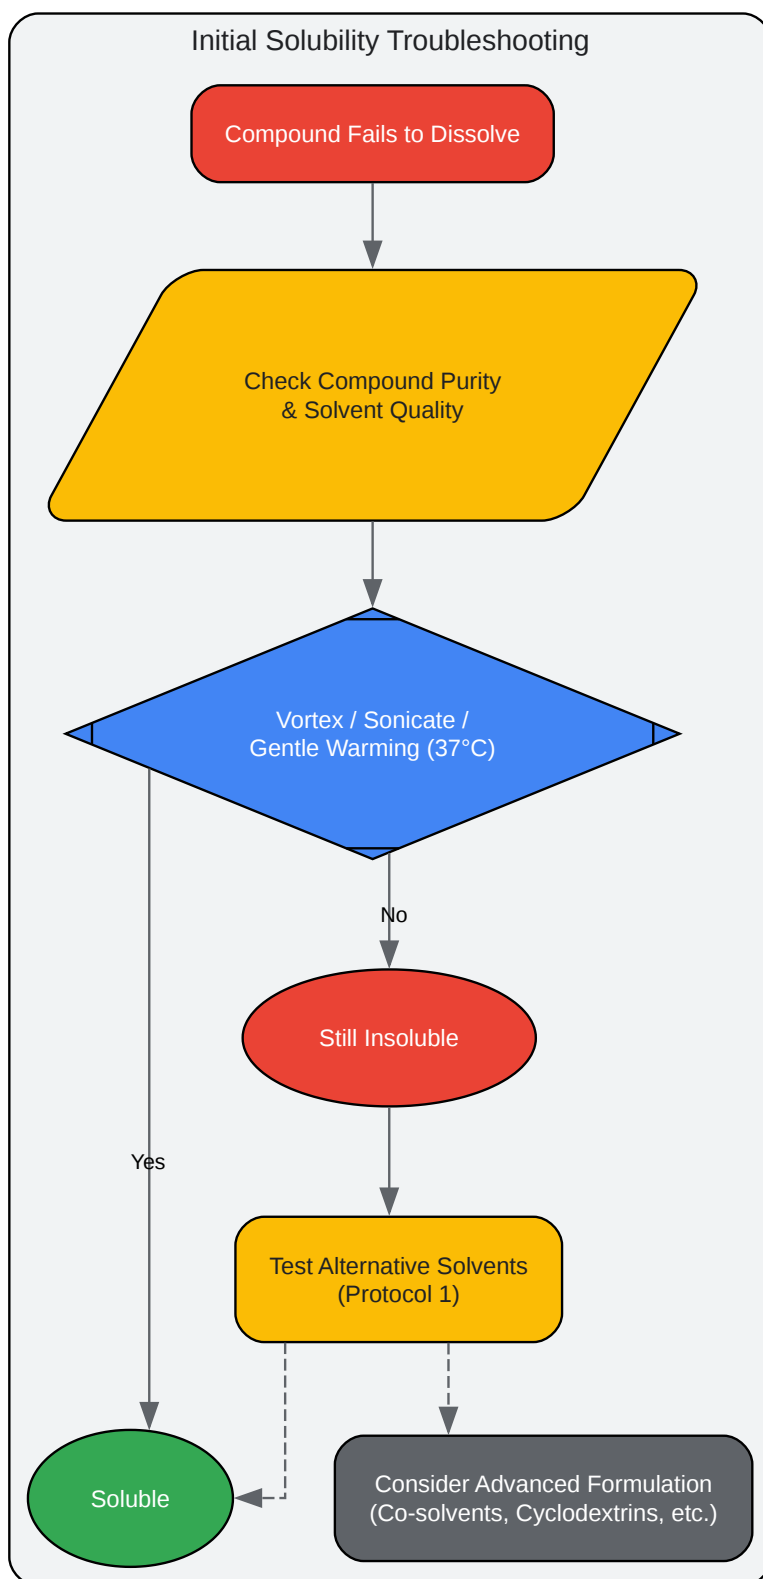 Initial Solubility Troubleshooting
Compound Fails to Dissolve
Check Compound Purity
& Solvent Quality
Vortex / Sonicate /
Gentle Warming (37°C)
No
Still Insoluble
Yes
Test Alternative Solvents
(Protocol 1)
Soluble
Consider Advanced Formulation
(Co-solvents, Cyclodextrins, etc.)